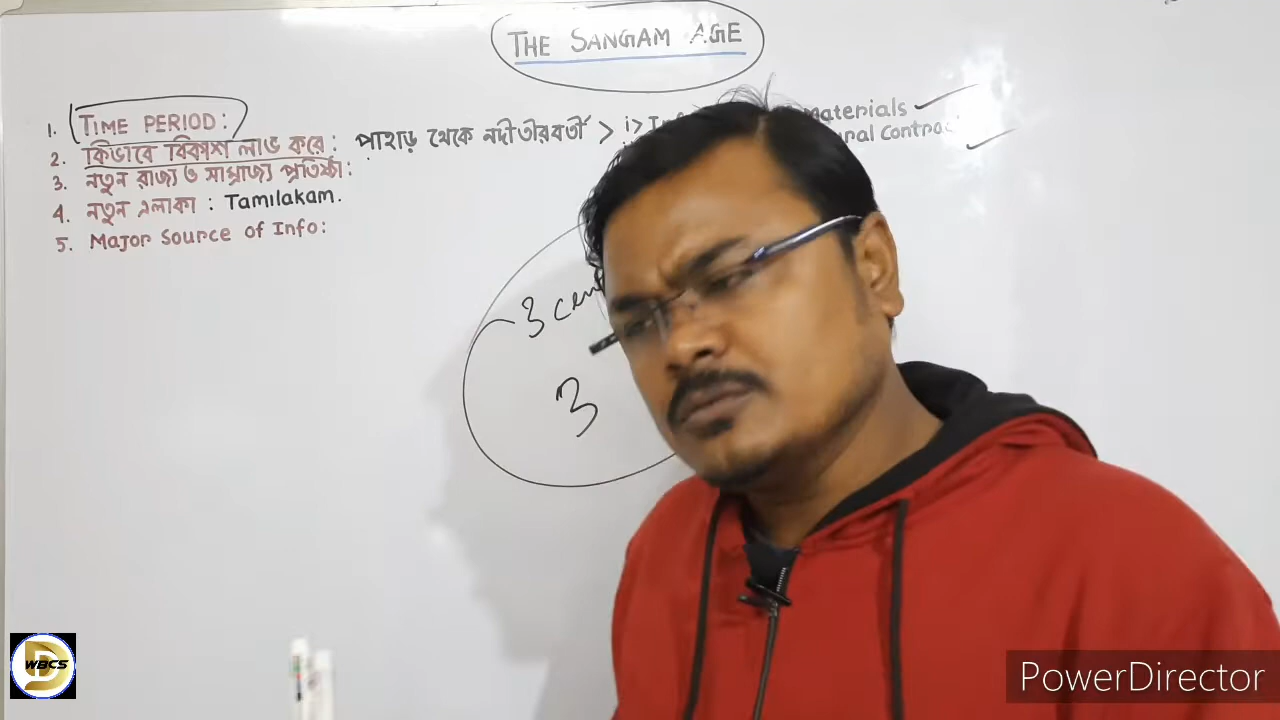 THE SANGAM AGE
1. TIME PERIOD:
2. কিভাবে বিকাশ লাভ করে : পাহাড় থেকে নদীতীরবর্তী > i>
3. নতুন রাজ্য ও সাম্রাজ্য প্রতিষ্ঠা:
4. নতুন এলাকা : Tamilakam.
5. Major Source of Info:
3
3
WBCS
PowerDirector